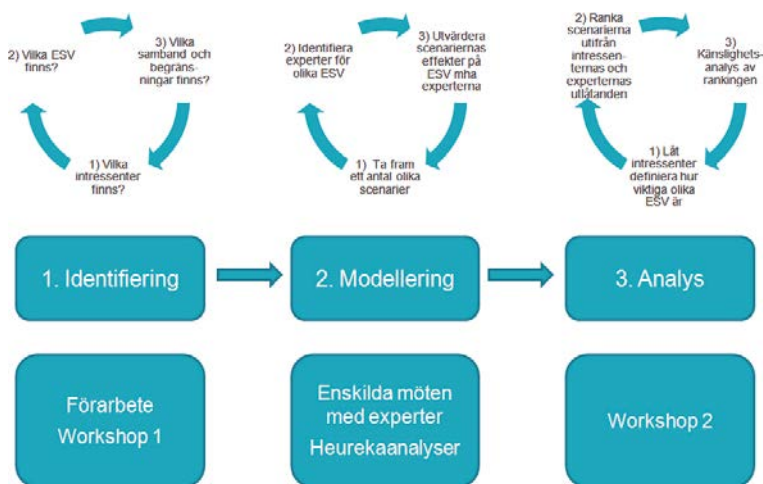 2) Vilka ESV
finns?
3) Vilka
samband och
begräns-
ningar finns?
1) Vilka
intressenter
finns?
2) Identifiera
experter för
olika ESV
3) Utvärdera
scenariernas
effekter på
ESV mha
experterna
1) Ta fram
ett antal olika
scenarier
2) Ranka
scenarierna
utifrån
intressen-
ternas och
experternas
utlåtanden
3)
Känslighets-
analys av
rankingen
1) Låt
intressenter
definiera hur
viktiga olika
ESV är
1. Identifiering
2. Modellering
3. Analys
Förarbete
Workshop 1
Enskilda möten
med experter
Heurekaanalyser
Workshop 2